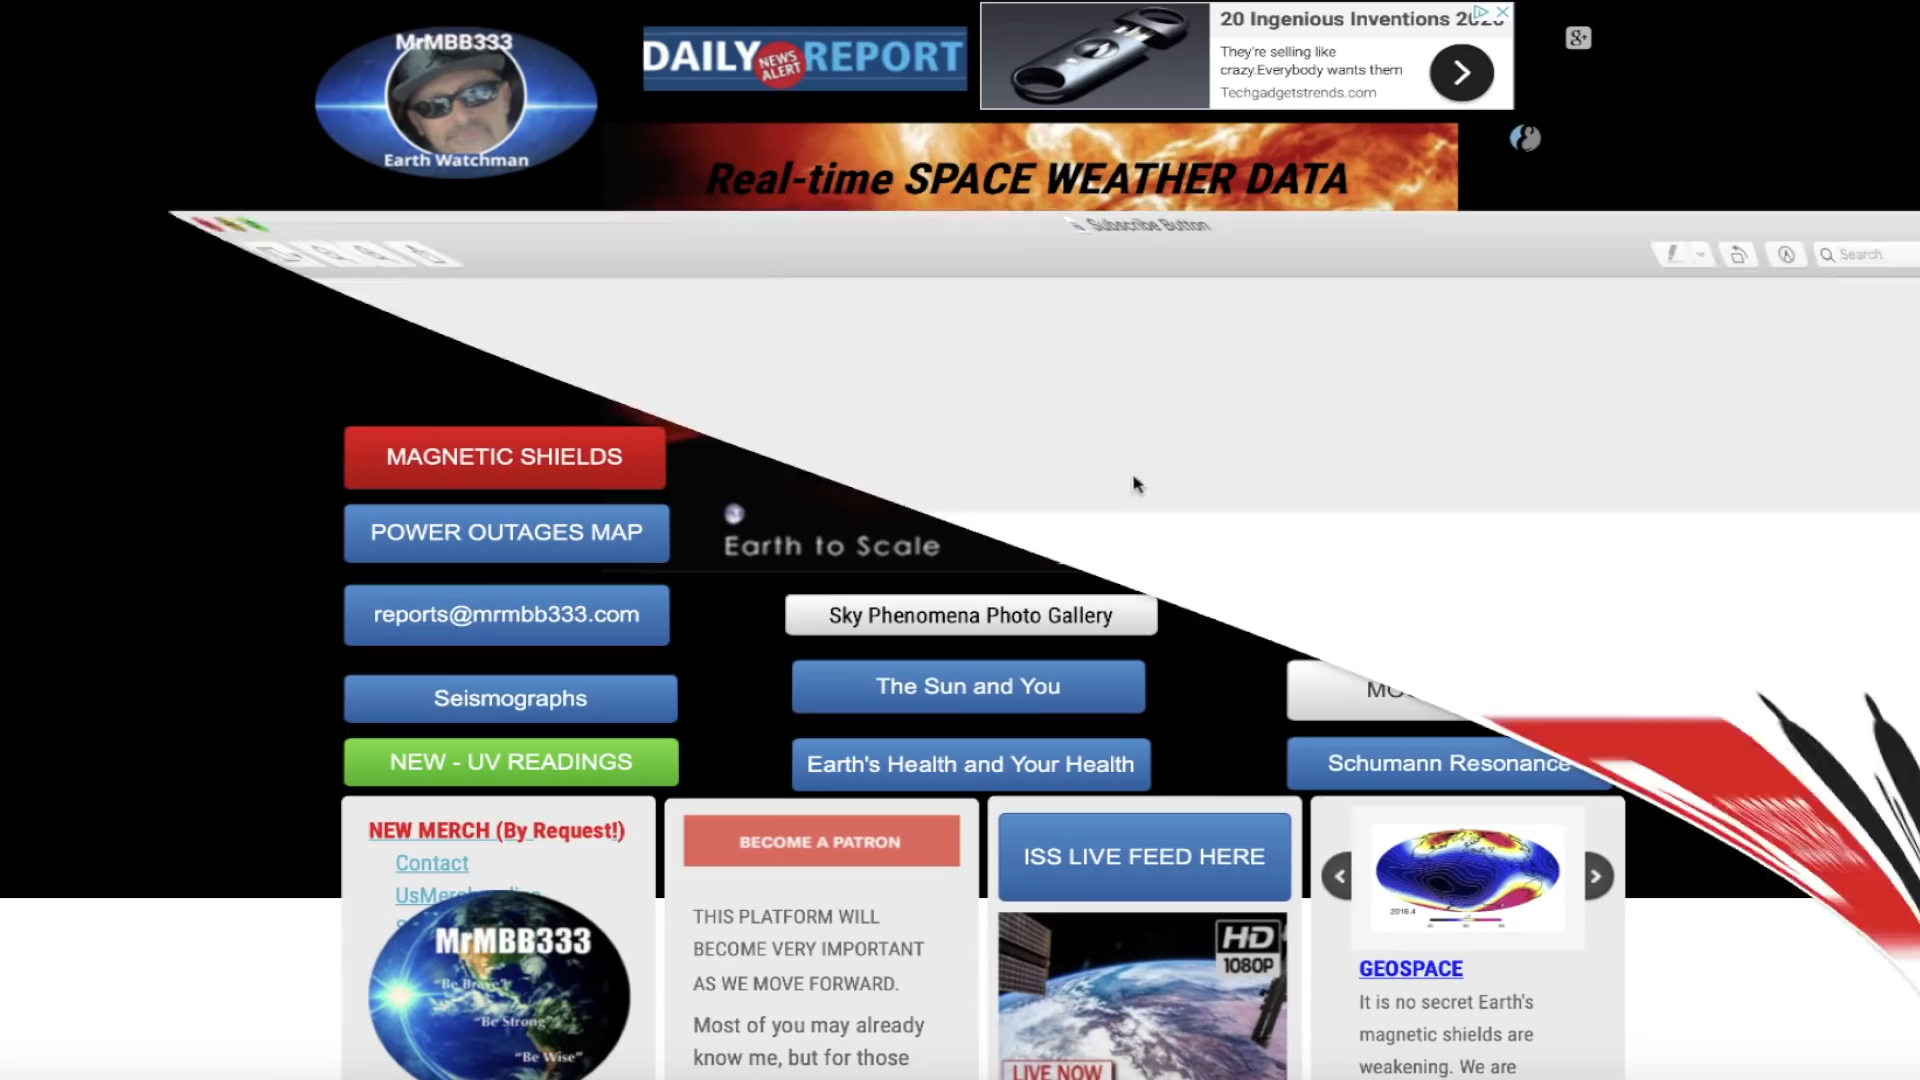 MrMBB333
Earth Watchman
DAILY NEWS ALERT REPORT
20 Ingenious Inventions
They're selling like
crazy.Everybody wants them
Techgadgetstrends.com
Real-time SPACE WEATHER DATA
Subscribe Button
Search
MAGNETIC SHIELDS
POWER OUTAGES MAP
Earth to Scale
reports@mrmbb333.com
Sky Phenomena Photo Gallery
Seismographs
The Sun and You
NEW - UV READINGS
Earth's Health and Your Health
Schumann Resonance
NEW MERCH (By Request!)
Contact
MrMBB333
"Be Brave"
"Be Strong"
"Be Wise"
BECOME A PATRON
THIS PLATFORM WILL
BECOME VERY IMPORTANT
AS WE MOVE FORWARD.
Most of you may already
know me, but for those
ISS LIVE FEED HERE
HD
1080P
LIVE NOW
2016.4
GEOSPACE
It is no secret Earth's
magnetic shields are
weakening. We are